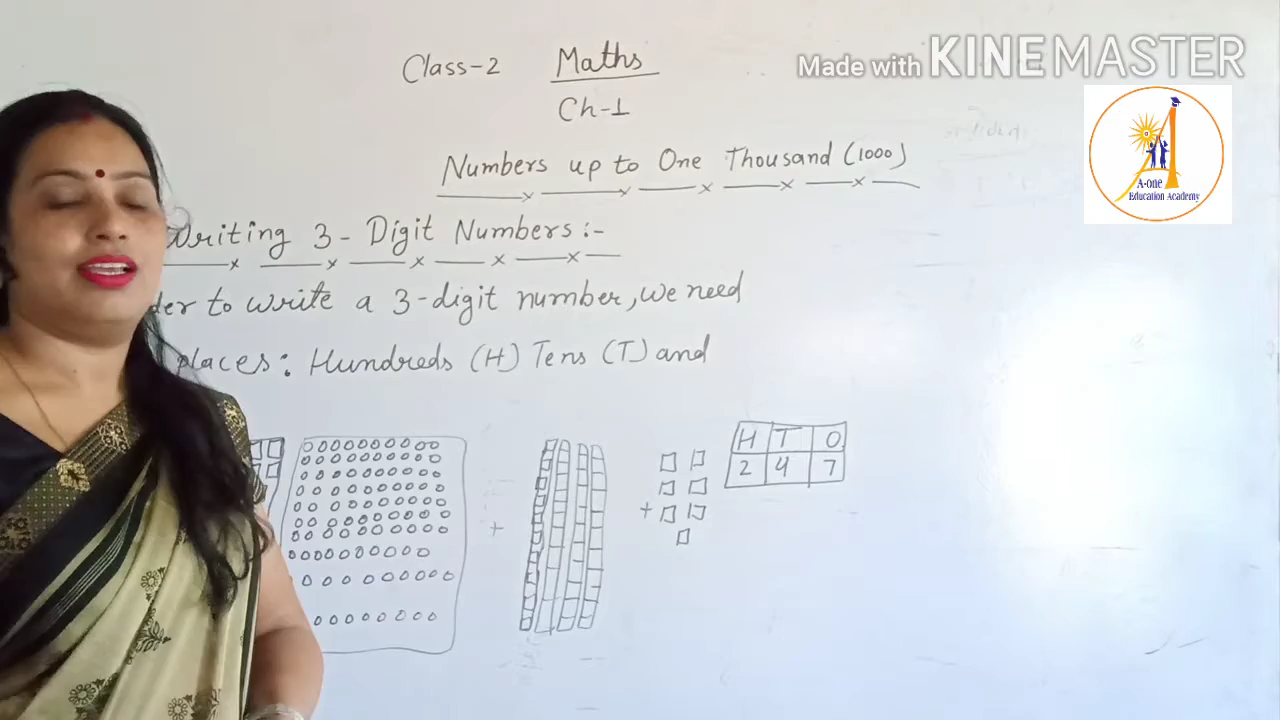 Made with KINEMASTER
Class-2 Maths
Ch-1
A-one
Education Academy
Numbers up to One Thousand (1000)
Writing 3-Digit Numbers:-
der to write a 3-digit number, we need
places: Hundreds (H) Tens (T) and
+
+
H T O
2 4 7